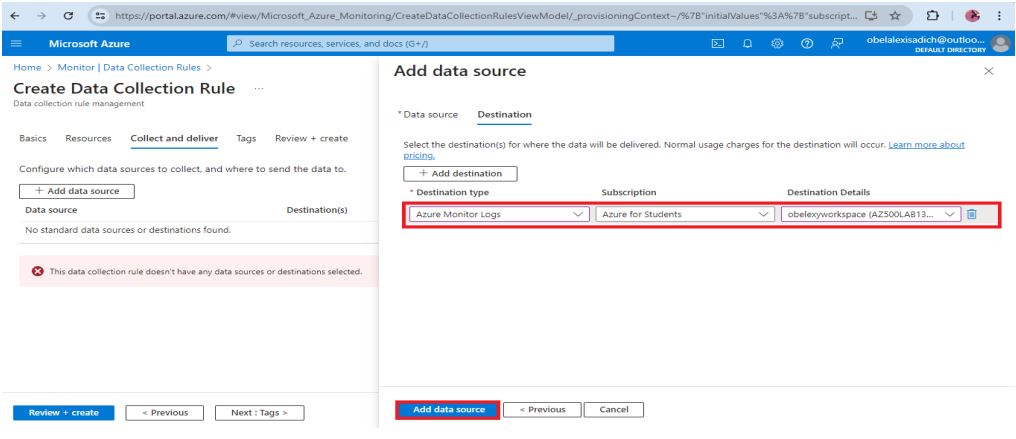 https://portal.azure.com/#view/Microsoft_Azure_Monitoring/CreateDataCollectionRulesViewModel/_provisioningContext~/%7B"initialValues"%3A%7B"subscript...
Microsoft Azure
Search resources, services, and docs (G+/)
obelalexisadich@outloo...
DEFAULT DIRECTORY
Home > Monitor | Data Collection Rules >
Create Data Collection Rule ...
Data collection rule management
Basics Resources Collect and deliver Tags Review + create
Configure which data sources to collect, and where to send the data to.
+ Add data source
Data source Destination(s)
No standard data sources or destinations found.
This data collection rule doesn't have any data sources or destinations selected.
Review + create < Previous Next : Tags >
Add data source
* Data source Destination
Select the destination(s) for where the data will be delivered. Normal usage charges for the destination will occur. Learn more about
pricing.
+ Add destination
* Destination type Subscription Destination Details
Azure Monitor Logs Azure for Students obelexyworkspace (AZ500LAB13...
Add data source < Previous Cancel